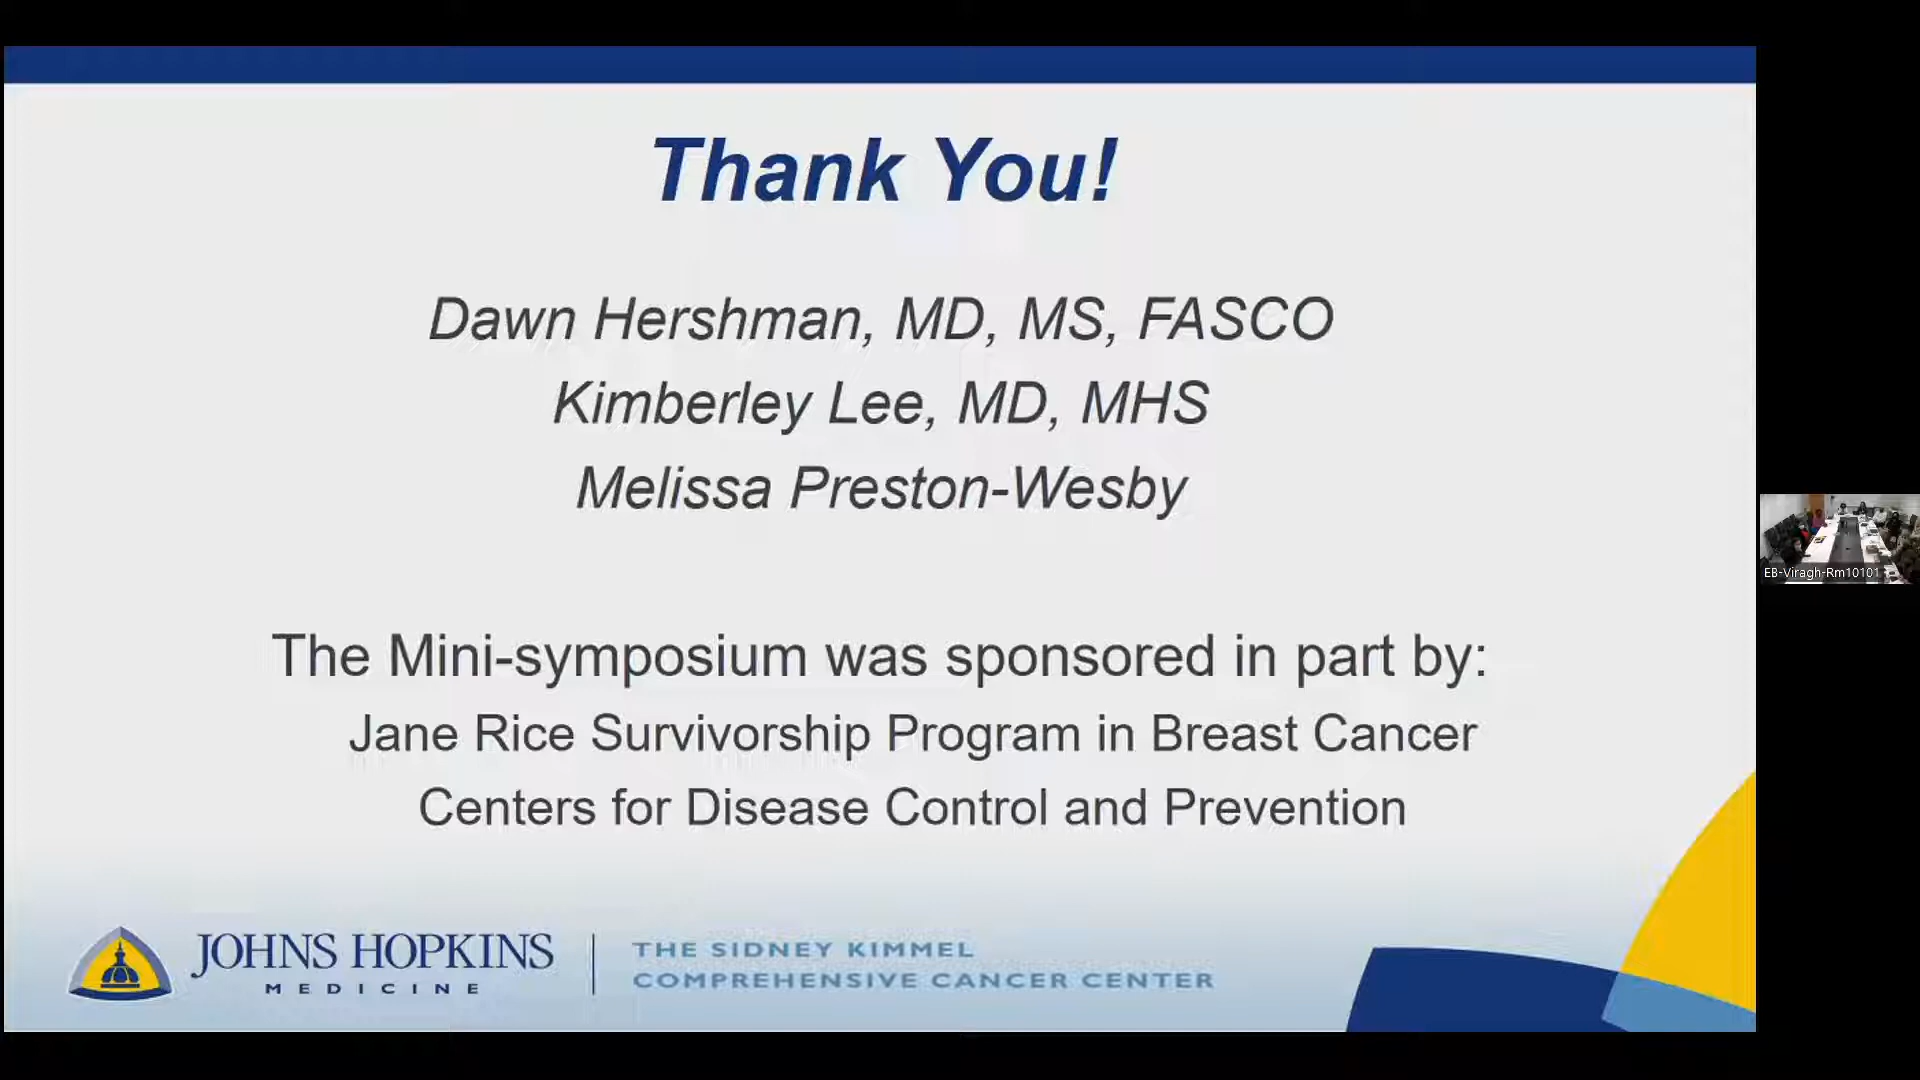 Thank You!
Dawn Hershman, MD, MS, FASCO
Kimberley Lee, MD, MHS
Melissa Preston-Wesby
The Mini-symposium was sponsored in part by:
Jane Rice Survivorship Program in Breast Cancer
Centers for Disease Control and Prevention
JOHNS HOPKINS
MEDICINE
THE SIDNEY KIMMEL
COMPREHENSIVE CANCER CENTER
EB-Viragh-Rm10101